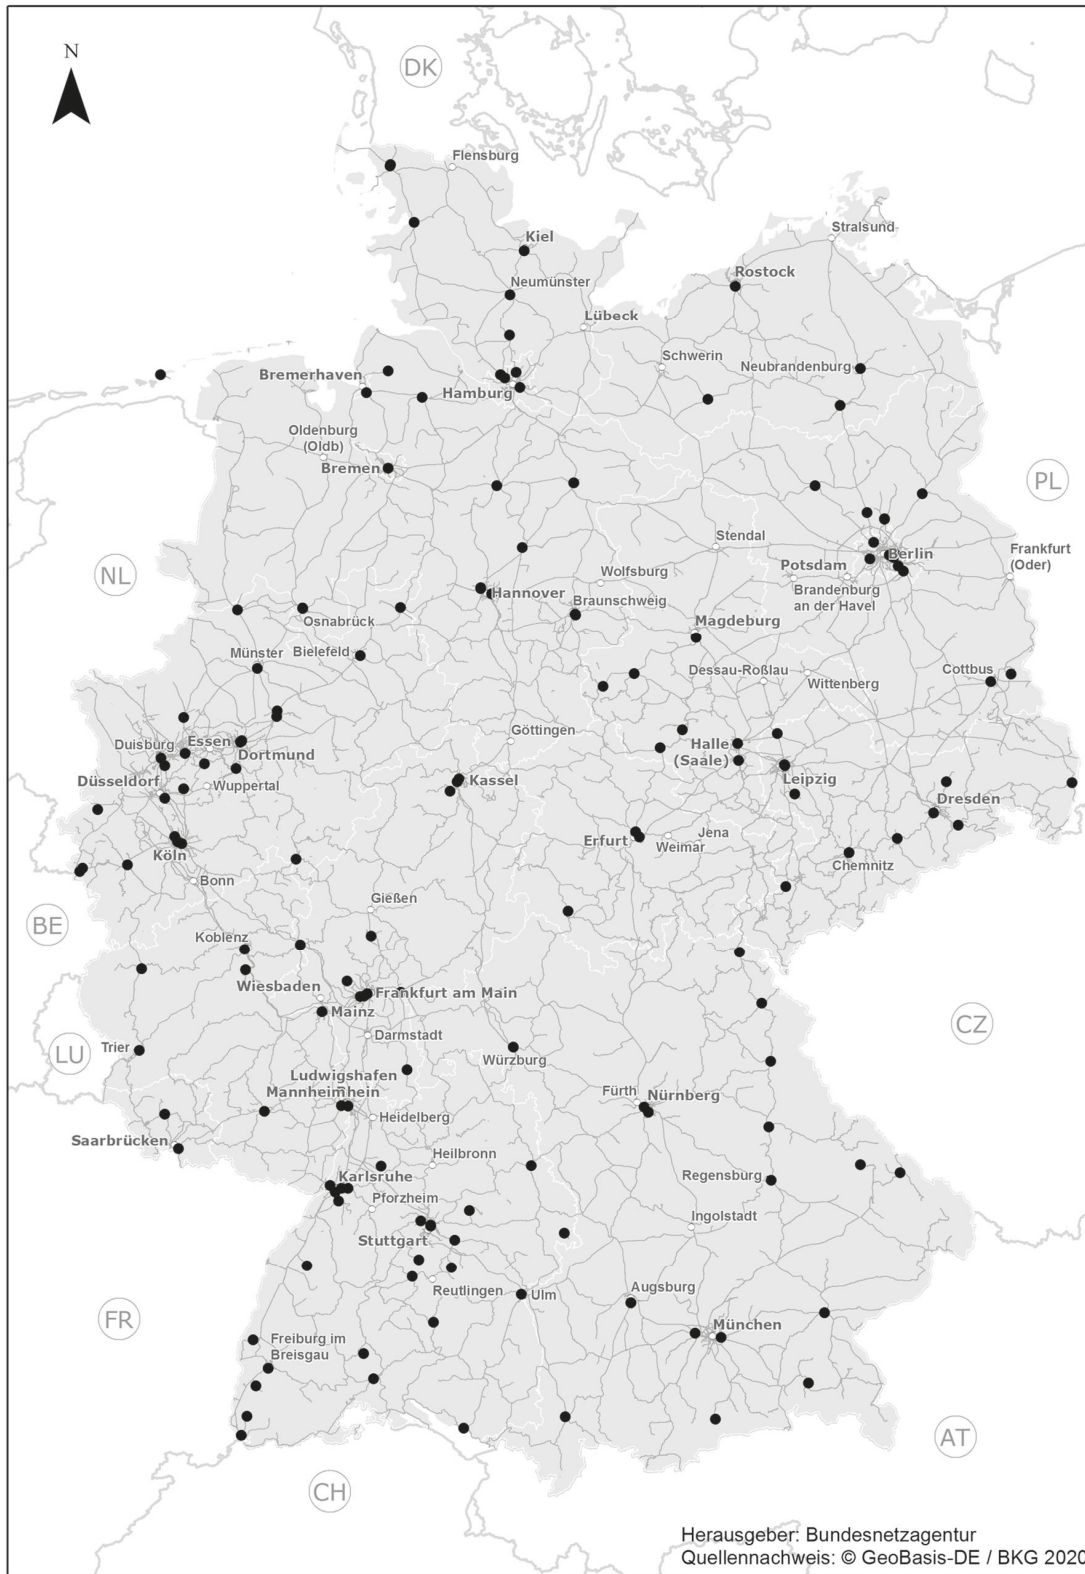 N
DK
Flensburg
Stralsund
Kiel
Rostock
Neumünster
Lübeck
Schwerin
Neubrandenburg
Bremerhaven
Hamburg
Oldenburg
(Oldb)
Bremen
PL
Stendal
Berlin
Frankfurt
(Oder)
NL
Potsdam
Wolfsburg
Brandenburg
an der Havel
Hannover
Braunschweig
Osnabrück
Magdeburg
Münster
Bielefeld
Dessau-Roßlau
Wittenberg
Cottbus
Göttingen
Essen
Duisburg
Dortmund
Halle
(Saale)
Düsseldorf
Wuppertal
Kassel
Leipzig
Dresden
Köln
Erfurt
Jena
Weimar
Chemnitz
Bonn
Gießen
BE
Koblenz
Wiesbaden
Frankfurt am Main
Mainz
CZ
Darmstadt
LU
Trier
Würzburg
Ludwigshafen
Mannheimhein
Fürth
Nürnberg
Heidelberg
Saarbrücken
Heilbronn
Karlsruhe
Regensburg
Pforzheim
Ingolstadt
Stuttgart
Reutlingen
Ulm
Augsburg
FR
München
Freiburg im
Breisgau
AT
CH
Herausgeber: Bundesnetzagentur
Quellennachweis: © GeoBasis-DE / BKG 2020